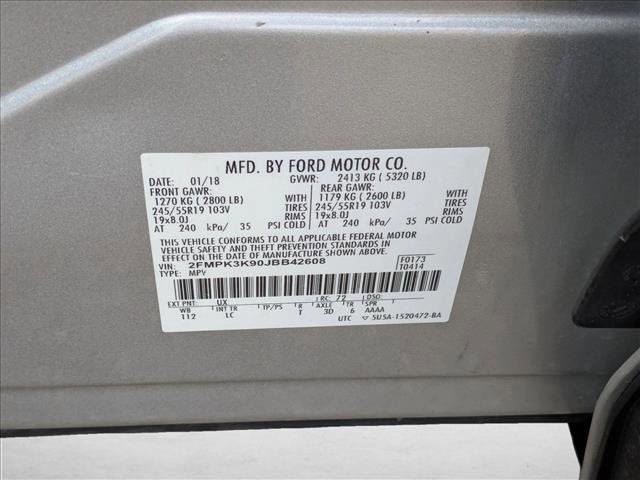 MFD. BY FORD MOTOR CO.
DATE: 01/18 GVWR: 2413 KG ( 5320 LB)
FRONT GAWR: REAR GAWR:
1270 KG ( 2800 LB) WITH 1179 KG ( 2600 LB) WITH
245/55R19 103V TIRES 245/55R19 103V TIRES
19x8.0J RIMS 19x8.0J RIMS
AT 240 kPa/ 35 PSI COLD AT 240 kPa/ 35 PSI COLD
THIS VEHICLE CONFORMS TO ALL APPLICABLE FEDERAL MOTOR
VEHICLE SAFETY AND THEFT PREVENTION STANDARDS IN
EFFECT ON THE DATE OF MANUFACTURE SHOWN ABOVE.
VIN: 2FMPK3K90JBB42608 F0173
TYPE: MPV T0414
EXT PNT: UX RC: 72 DSO:
WB INT TR TP/PS R AXLE TR SPR
112 LC T 3D 6 AAAA
UTC ▽ 5U5A-1520472-BA